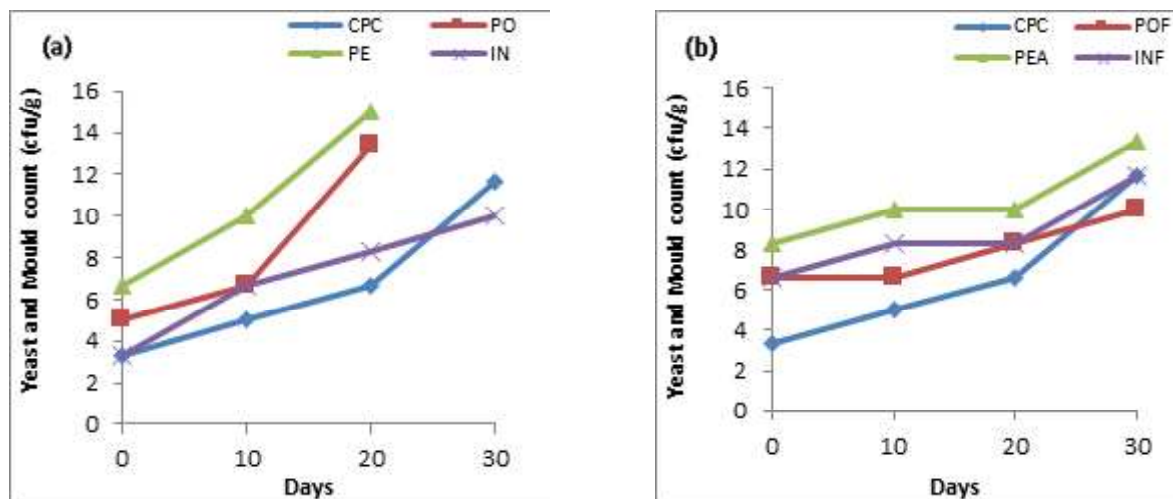 (a)
CPC PO
PE IN
Yeast and Mould count (cfu/g)
16
14
12
10
8
6
4
2
0
0 10 20 30
Days
(b)
CPC POF
PEA INF
Yeast and Mould count (cfu/g)
16
14
12
10
8
6
4
2
0
0 10 20 30
Days